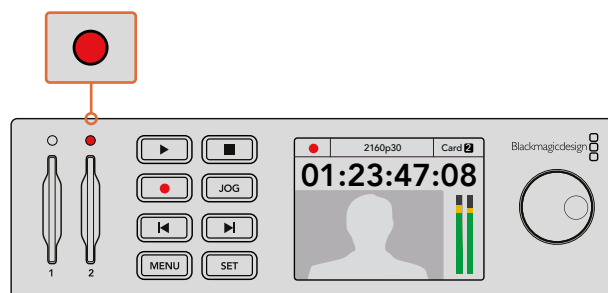 2160p30 Card 2
01:23:47:08
Blackmagicdesign
JOG
MENU SET
1 2